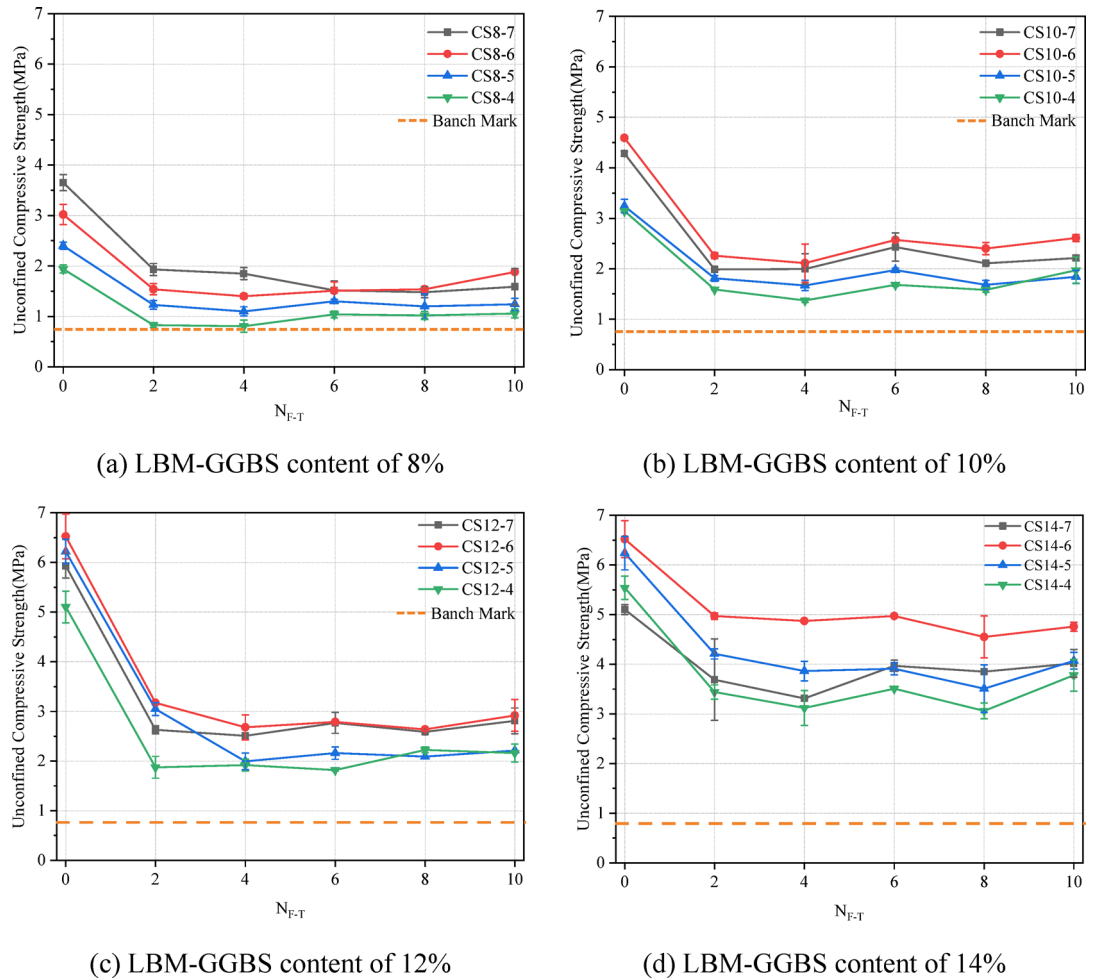 7
6
5
4
3
2
1
0
Unconfined Compressive Strength(MPa)
CS8-7
CS8-6
CS8-5
CS8-4
Banch Mark
0 2 4 6 8 10
N_F-T
(a) LBM-GGBS content of 8%
7
6
5
4
3
2
1
0
Unconfined Compressive Strength(MPa)
CS10-7
CS10-6
CS10-5
CS10-4
Banch Mark
0 2 4 6 8 10
N_F-T
(b) LBM-GGBS content of 10%
7
6
5
4
3
2
1
0
Unconfined Compressive Strength(MPa)
CS12-7
CS12-6
CS12-5
CS12-4
Banch Mark
0 2 4 6 8 10
N_F-T
(c) LBM-GGBS content of 12%
7
6
5
4
3
2
1
0
Unconfined Compressive Strength(MPa)
CS14-7
CS14-6
CS14-5
CS14-4
0 2 4 6 8 10
N_F-T
(d) LBM-GGBS content of 14%